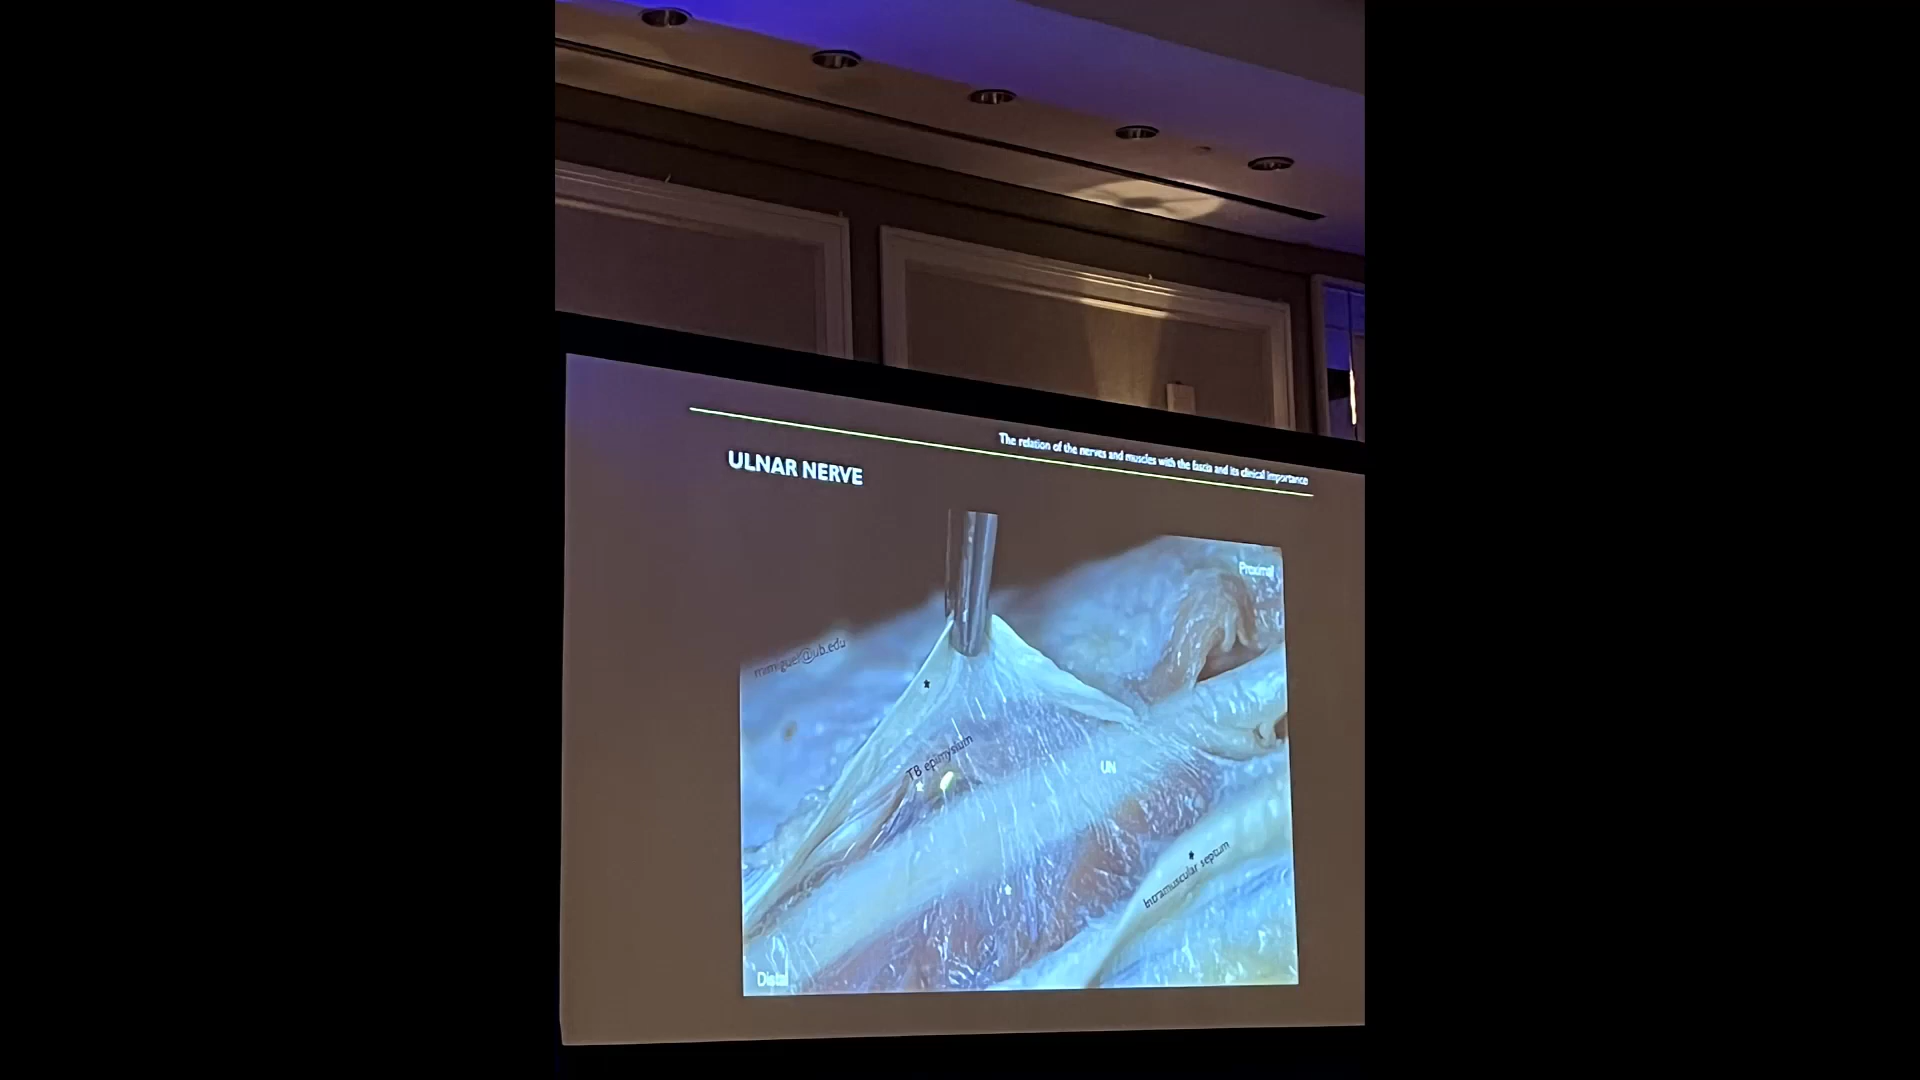 The relation of the nerves and muscles with the fascia and its clinical importance
ULNAR NERVE
Proximal
TB epimysium
UN
Intramuscular septum
Distal